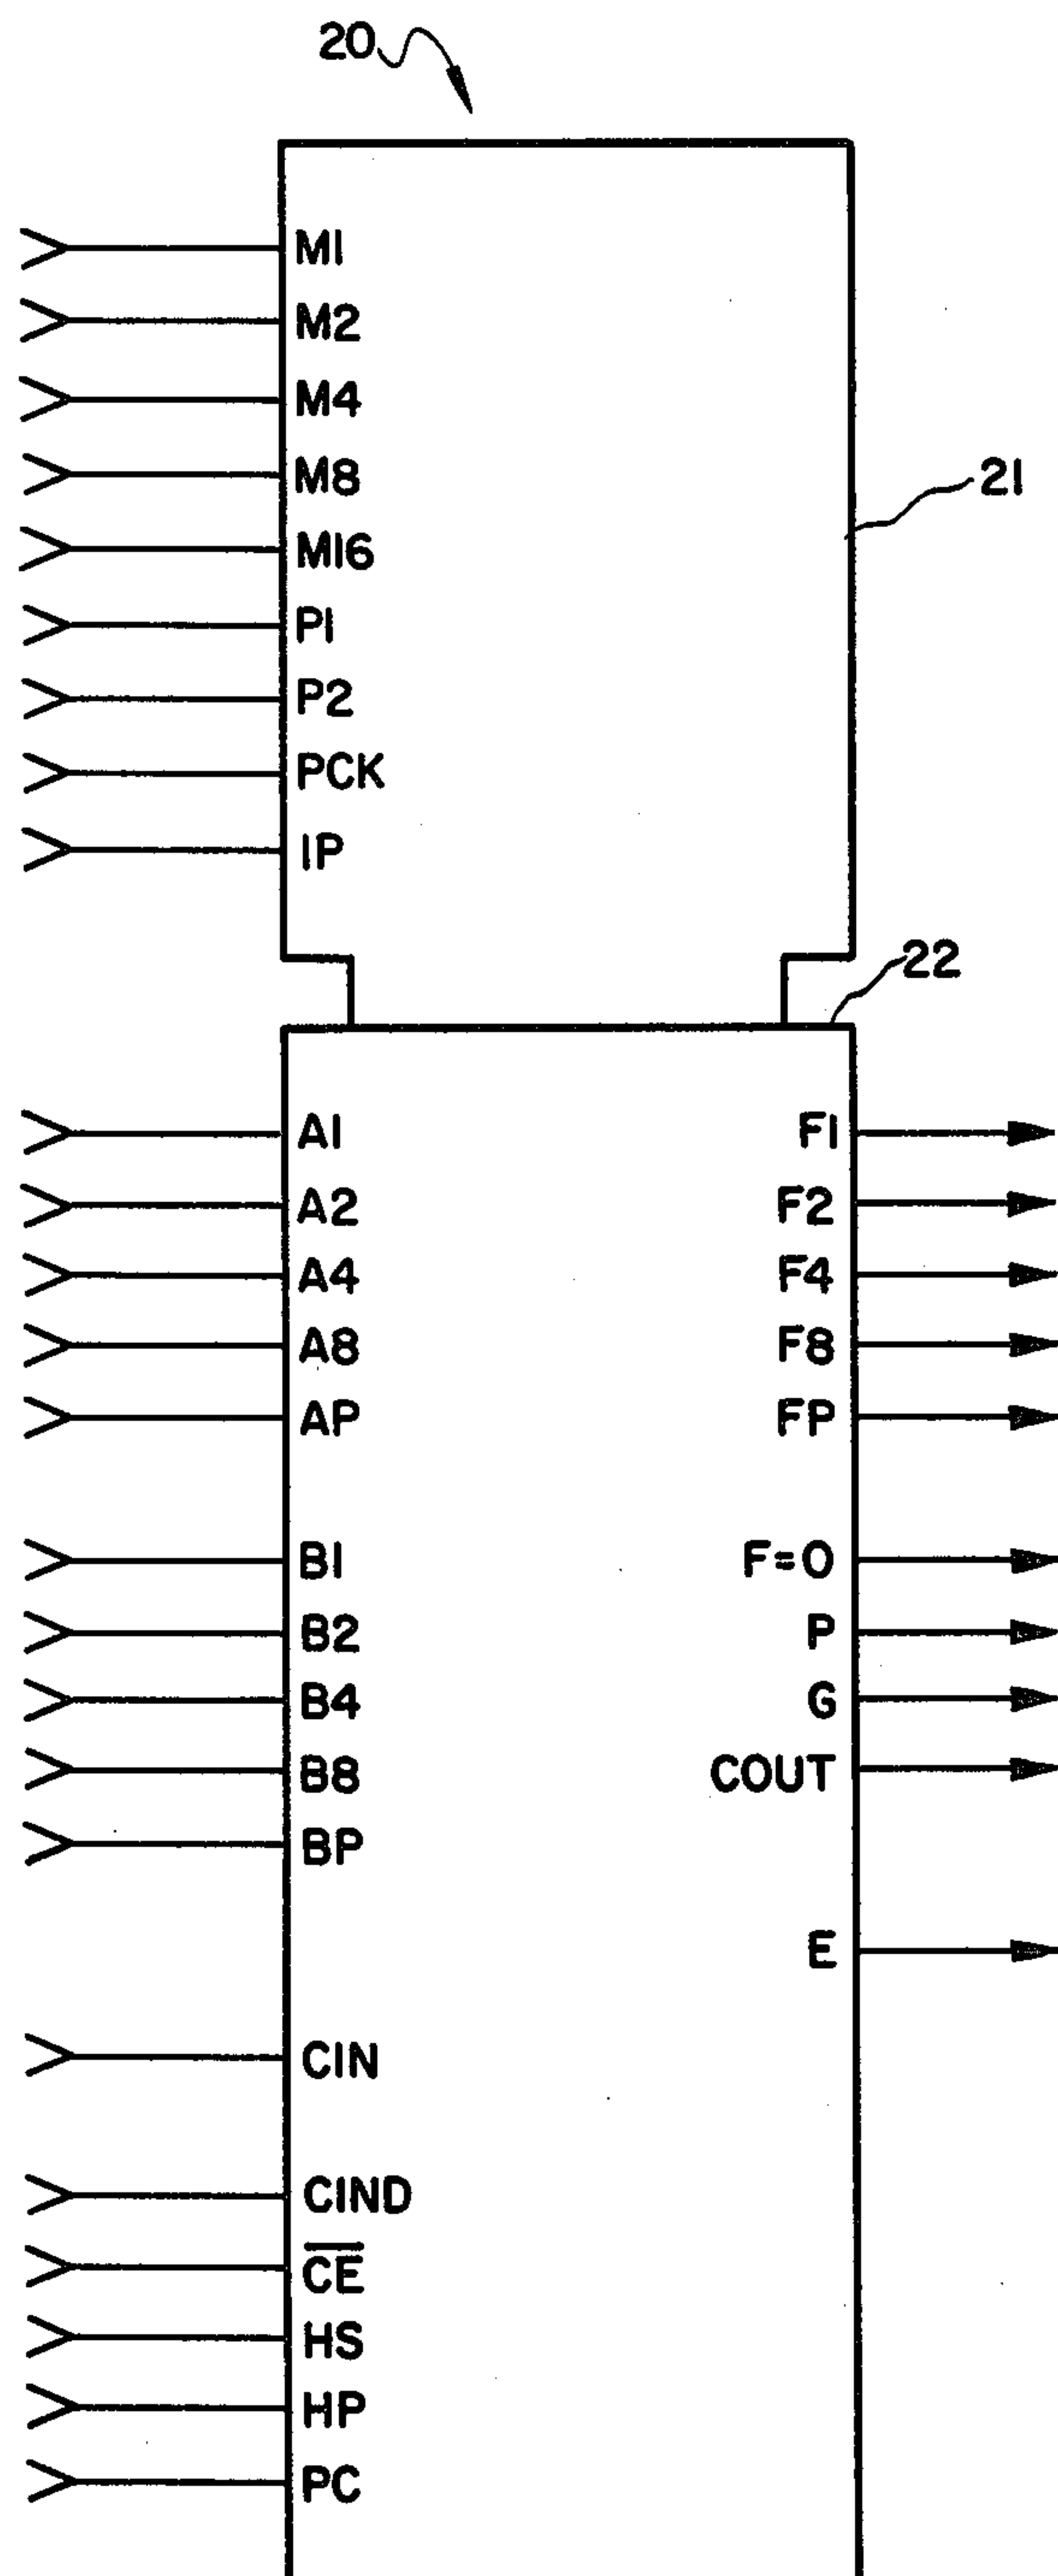 20
M1
M2
M4
M8
M16
P1
P2
PCK
IP
21
22
A1
A2
A4
A8
AP
B1
B2
B4
B8
BP
CIN
CIND
C̅E̅
HS
HP
PC
F1
F2
F4
F8
FP
F=0
P
G
COUT
E